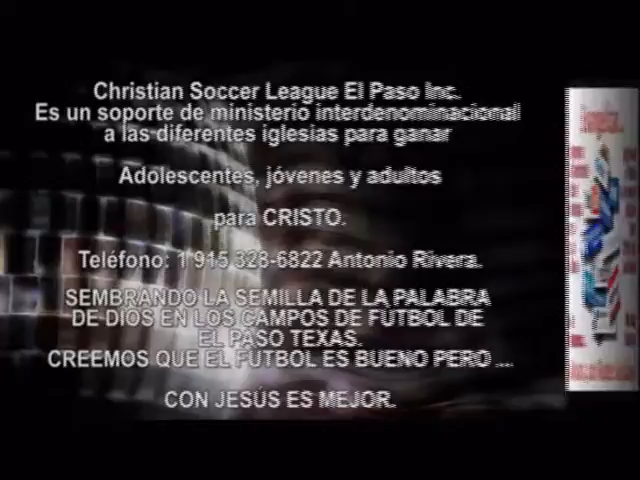 Christian Soccer League El Paso Inc.
Es un soporte de ministerio interdenominacional
a las diferentes iglesias para ganar
Adolescentes, jóvenes y adultos
para CRISTO.
Teléfono: 1 915 328-6822 Antonio Rivera.
SEMBRANDO LA SEMILLA DE LA PALABRA
DE DIOS EN LOS CAMPOS DE FUTBOL DE
EL PASO TEXAS.
CREEMOS QUE EL FUTBOL ES BUENO PERO ...
CON JESÚS ES MEJOR.